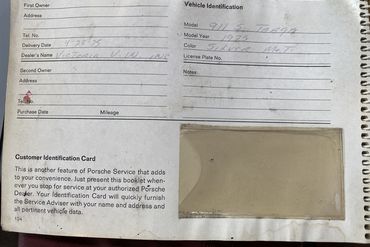 First Owner
Address
Tel. No.
Delivery Date
Dealer's Name VICTORIA V.W. INC
Second Owner
Address
Purchase Date Mileage
Vehicle Identification
Model 911 S TARGA
Model Year 1975
Color SILVER MET
License Plate No.
Notes
Customer Identification Card
This is another feature of Porsche Service that adds
to your convenience. Just present this booklet when-
ever you stop for service at your authorized Porsche
Dealer. Your Identification Card will quickly furnish
the Service Adviser with your name and address and
all pertinent vehicle data.